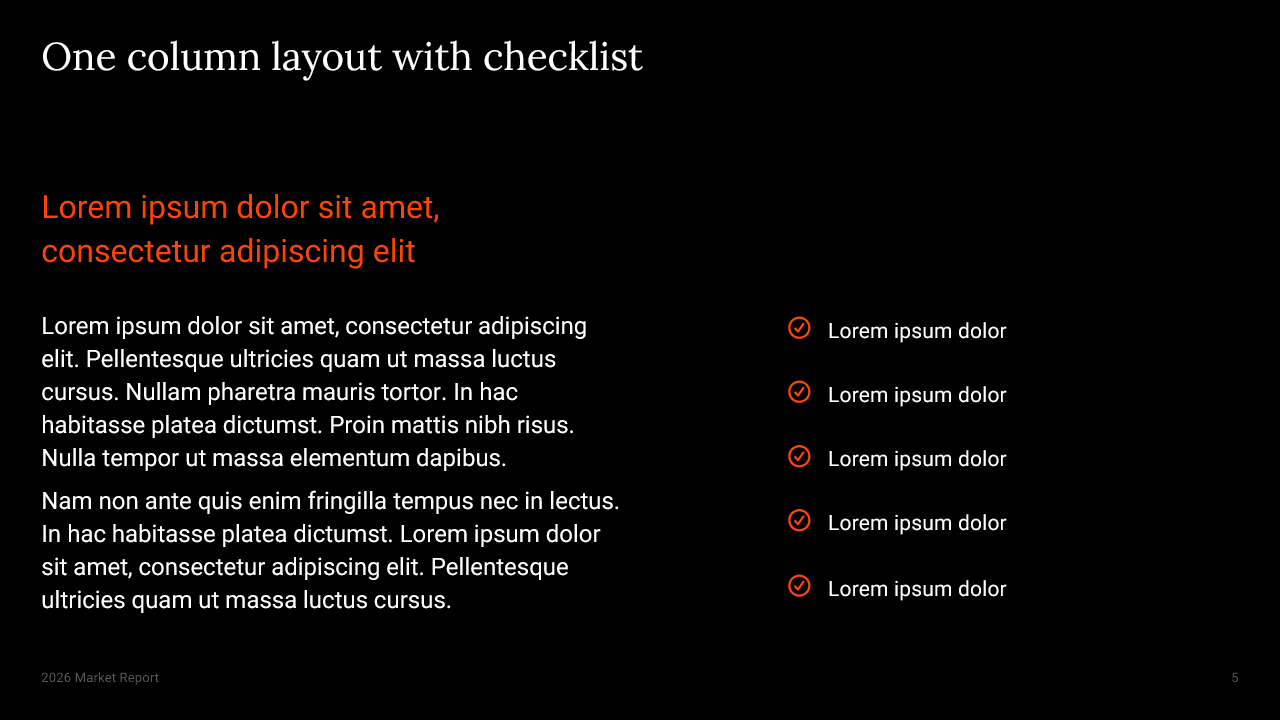 One column layout with checklist
Lorem ipsum dolor sit amet,
consectetur adipiscing elit
Lorem ipsum dolor sit amet, consectetur adipiscing
elit. Pellentesque ultricies quam ut massa luctus
cursus. Nullam pharetra mauris tortor. In hac
habitasse platea dictumst. Proin mattis nibh risus.
Nulla tempor ut massa elementum dapibus.
Nam non ante quis enim fringilla tempus nec in lectus.
In hac habitasse platea dictumst. Lorem ipsum dolor
sit amet, consectetur adipiscing elit. Pellentesque
ultricies quam ut massa luctus cursus.
Lorem ipsum dolor
Lorem ipsum dolor
Lorem ipsum dolor
Lorem ipsum dolor
Lorem ipsum dolor
2026 Market Report
5